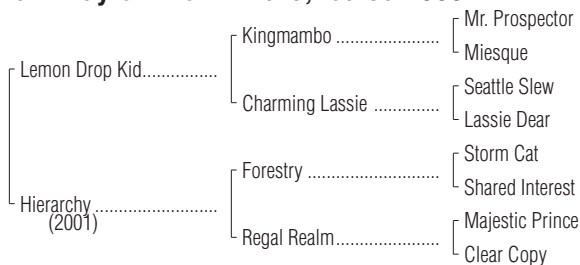 Mr. Prospector
Kingmambo ....................
Miesque
Lemon Drop Kid...............
Seattle Slew
Charming Lassie .............
Lassie Dear
Storm Cat
Forestry .........................
Shared Interest
Hierarchy ........................
(2001)
Majestic Prince
Regal Realm....................
Clear Copy